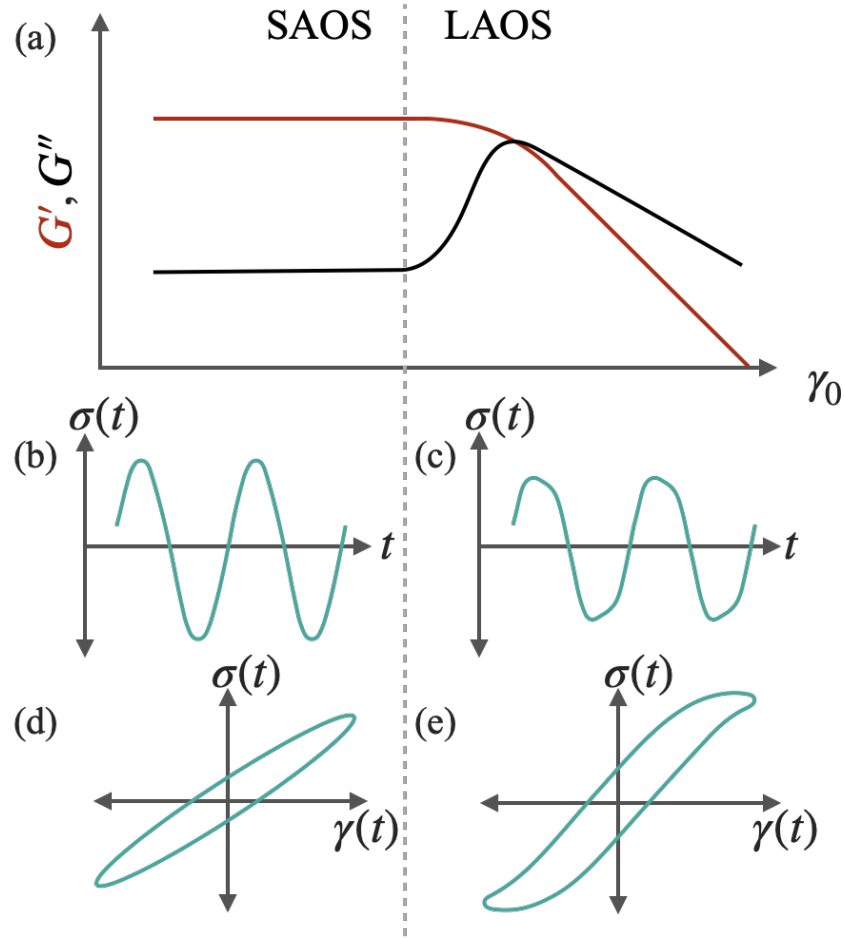 SAOS LAOS
(a)
G', G''
γ₀
σ(t) σ(t)
(b) (c)
t t
σ(t) σ(t)
(d) (e)
γ(t) γ(t)